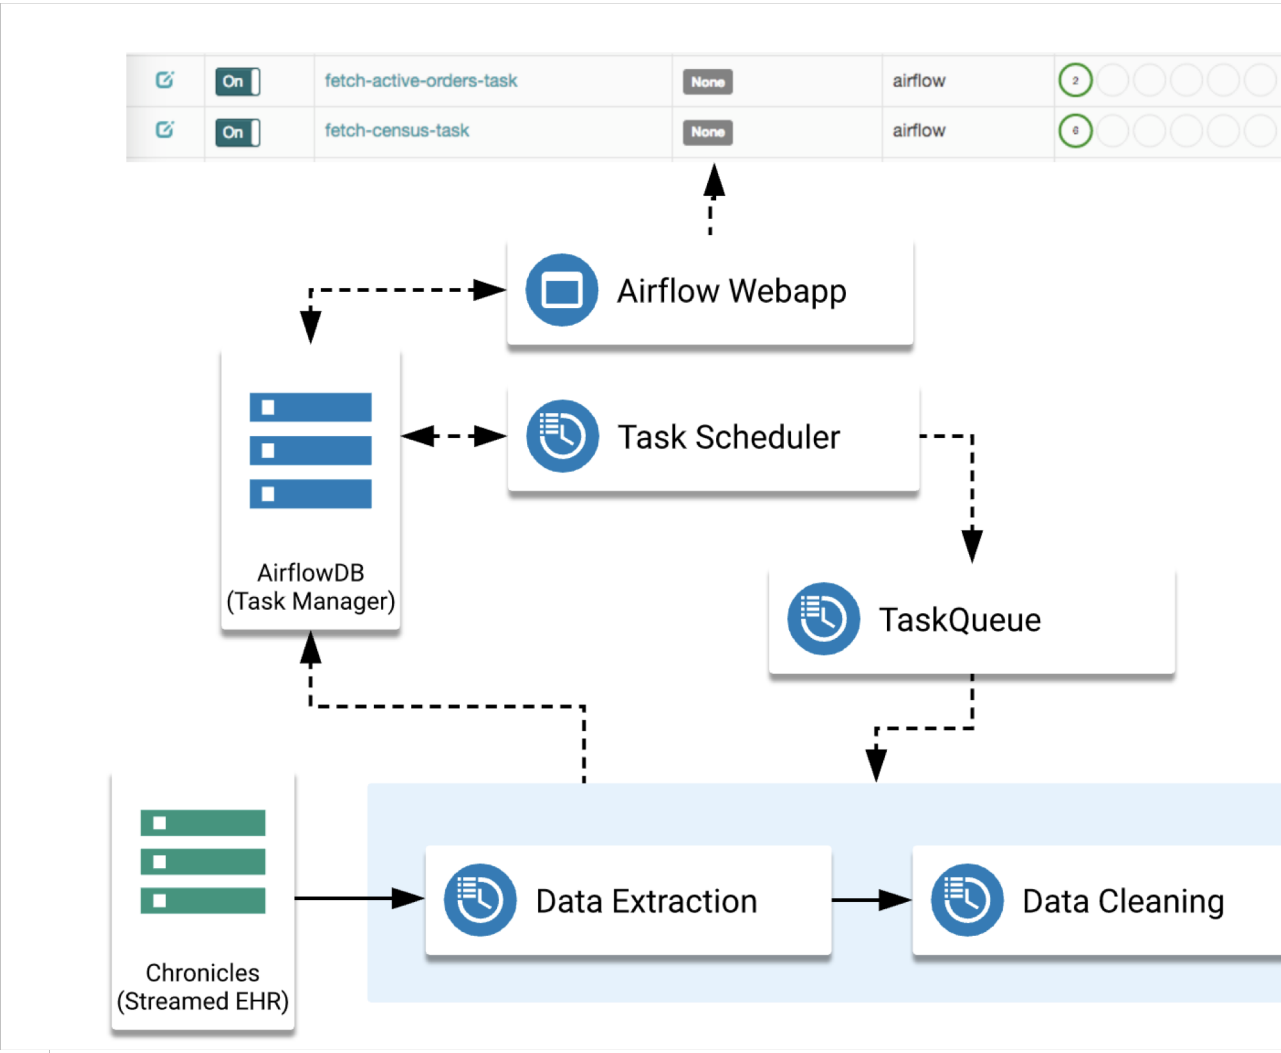 On fetch-active-orders-task None airflow 2
On fetch-census-task None airflow 6
Airflow Webapp
Task Scheduler
AirflowDB
(Task Manager)
TaskQueue
Data Extraction
Data Cleaning
Chronicles
(Streamed EHR)